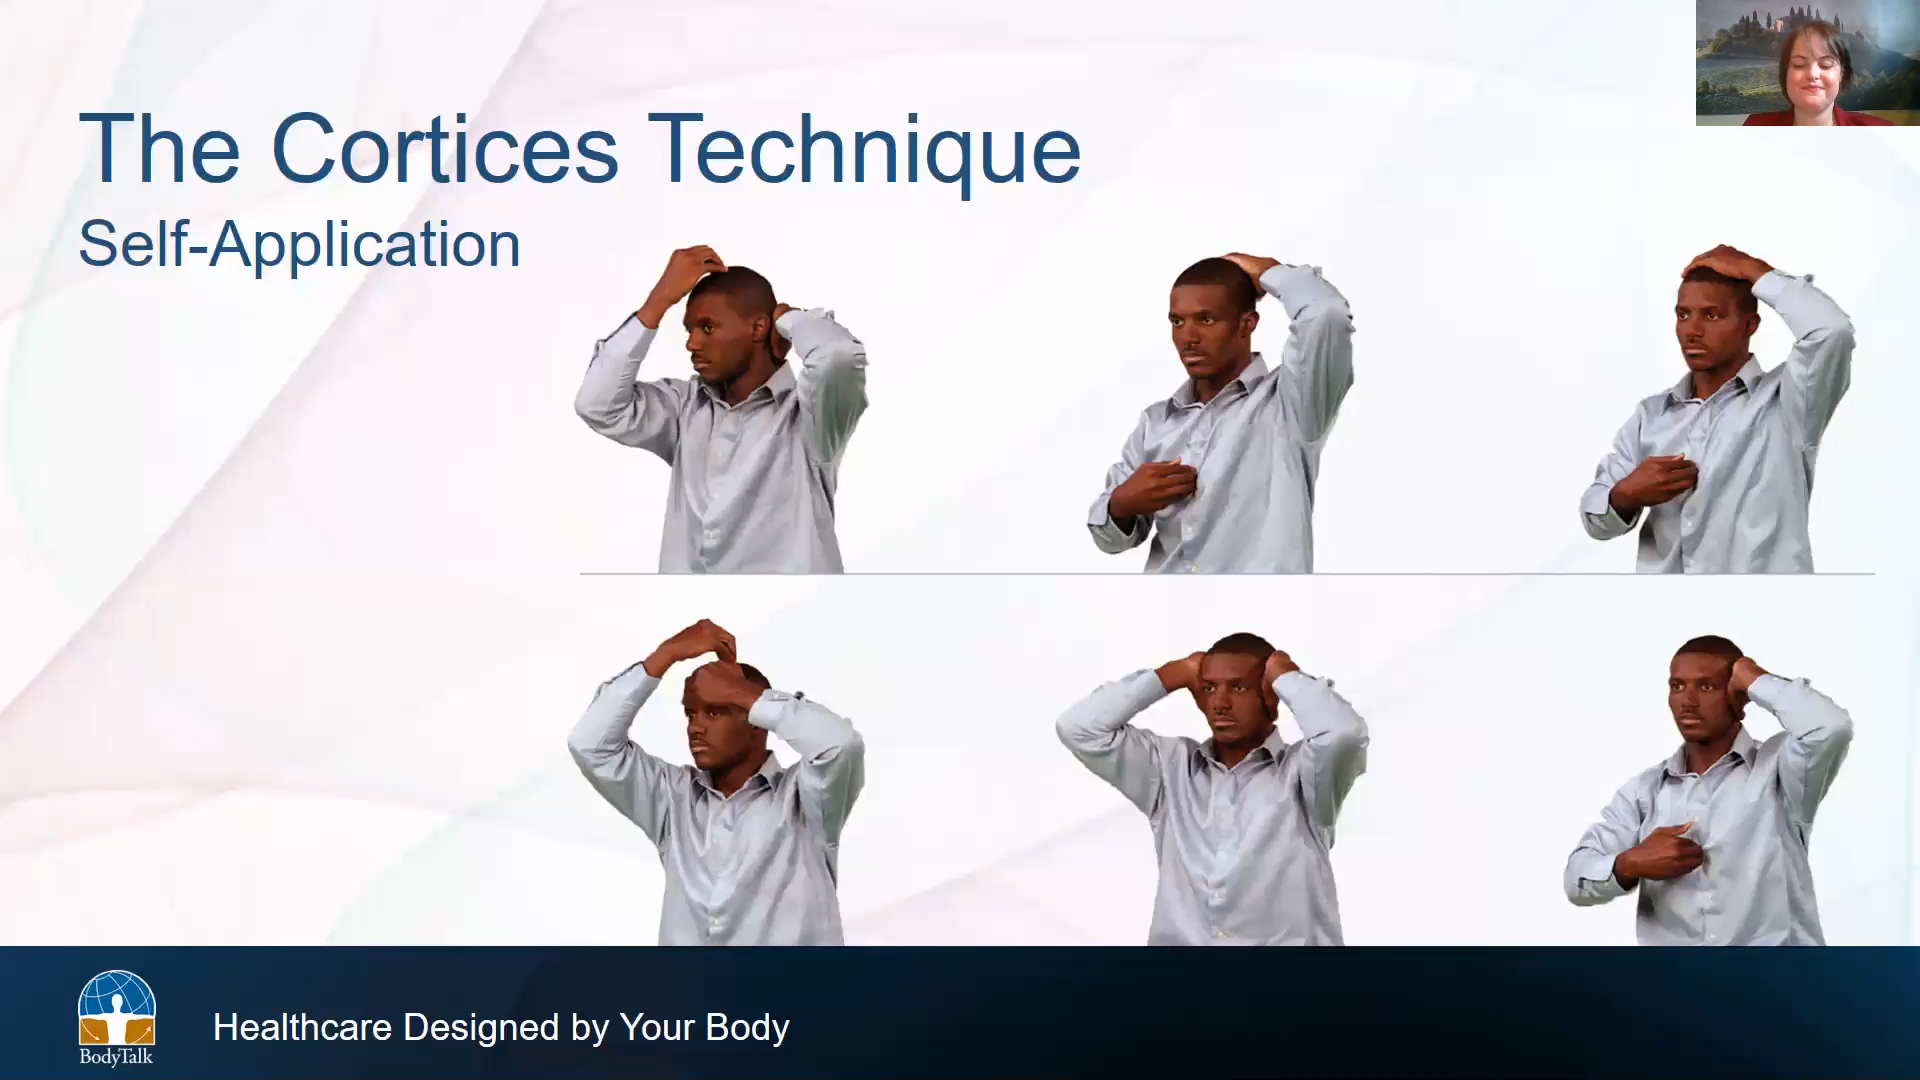 The Cortices Technique
Self-Application
Healthcare Designed by Your Body
BodyTalk